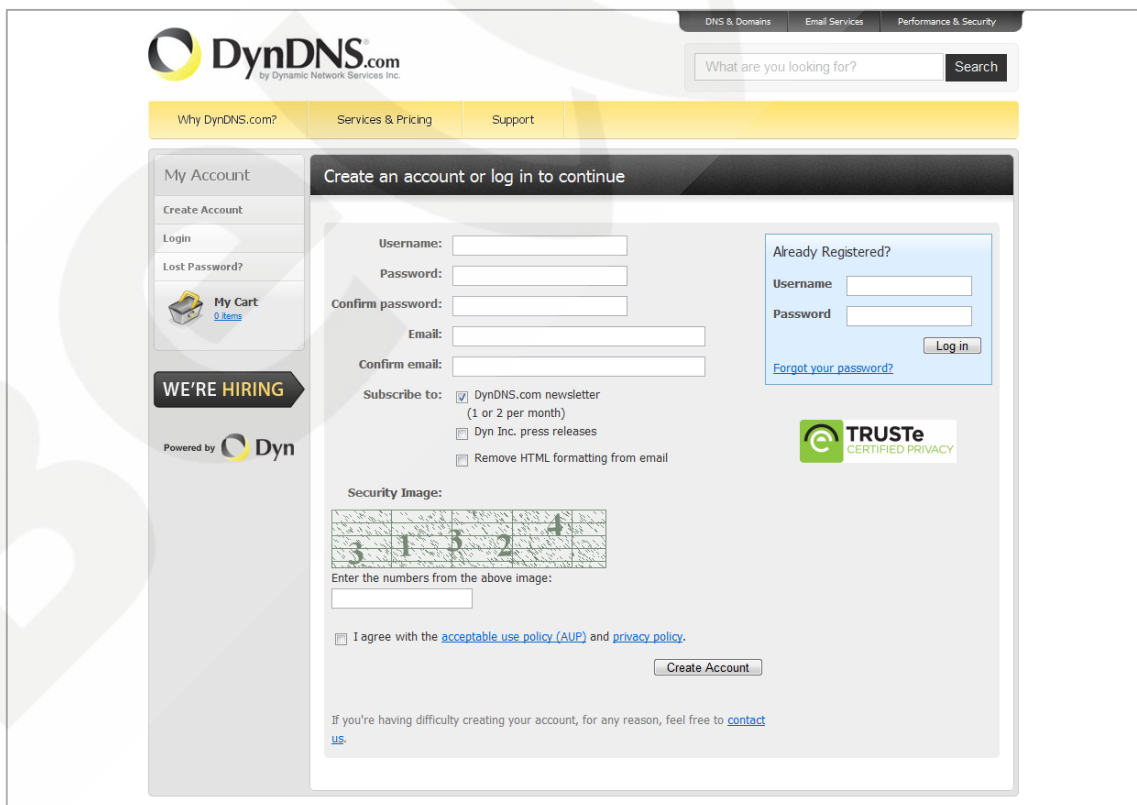 DNS & Domains Email Services Performance & Security
DynDNS.com
by Dynamic Network Services Inc.
What are you looking for? Search
Why DynDNS.com? Services & Pricing Support
My Account
Create Account
Login
Lost Password?
My Cart
0 items
WE'RE HIRING
Powered by Dyn
Create an account or log in to continue
Username:
Password:
Confirm password:
Email:
Confirm email:
Subscribe to: DynDNS.com newsletter
(1 or 2 per month)
Dyn Inc. press releases
Remove HTML formatting from email
Security Image:
3 1 3 2 4
Enter the numbers from the above image:
I agree with the acceptable use policy (AUP) and privacy policy.
Create Account
If you're having difficulty creating your account, for any reason, feel free to contact
us.
Already Registered?
Username
Password
Log in
Forgot your password?
TRUSTe
CERTIFIED PRIVACY